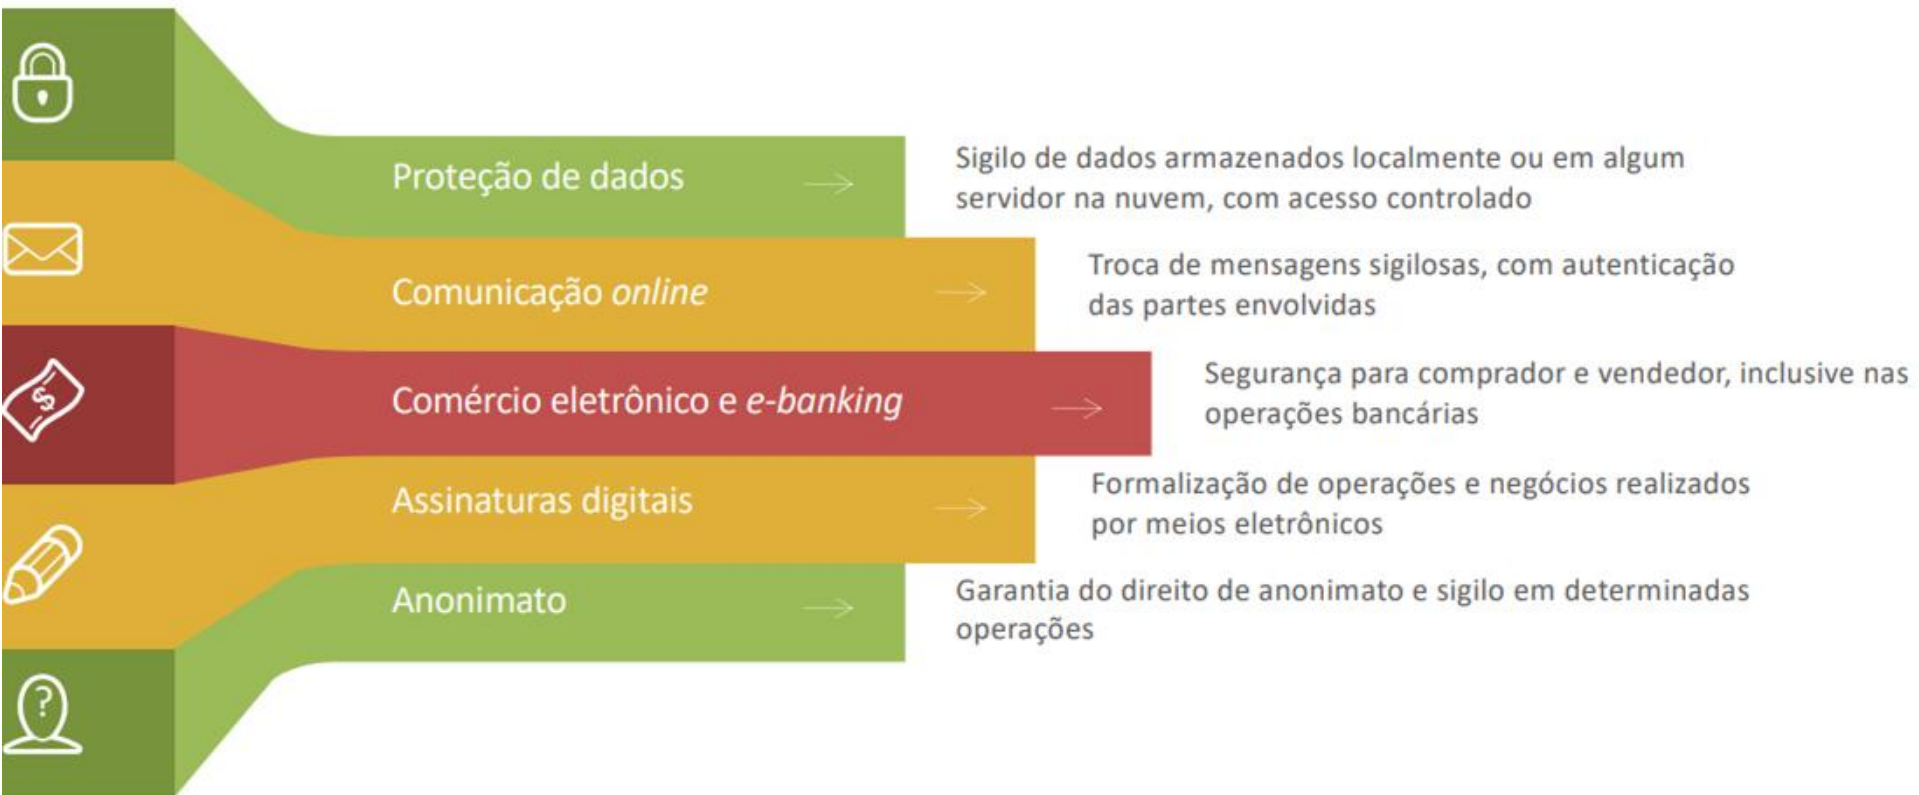 Proteção de dados
Sigilo de dados armazenados localmente ou em algum
servidor na nuvem, com acesso controlado
Comunicação online
Troca de mensagens sigilosas, com autenticação
das partes envolvidas
$
Comércio eletrônico e e-banking
Segurança para comprador e vendedor, inclusive nas
operações bancárias
Assinaturas digitais
Formalização de operações e negócios realizados
por meios eletrônicos
Anonimato
Garantia do direito de anonimato e sigilo em determinadas
operações
?